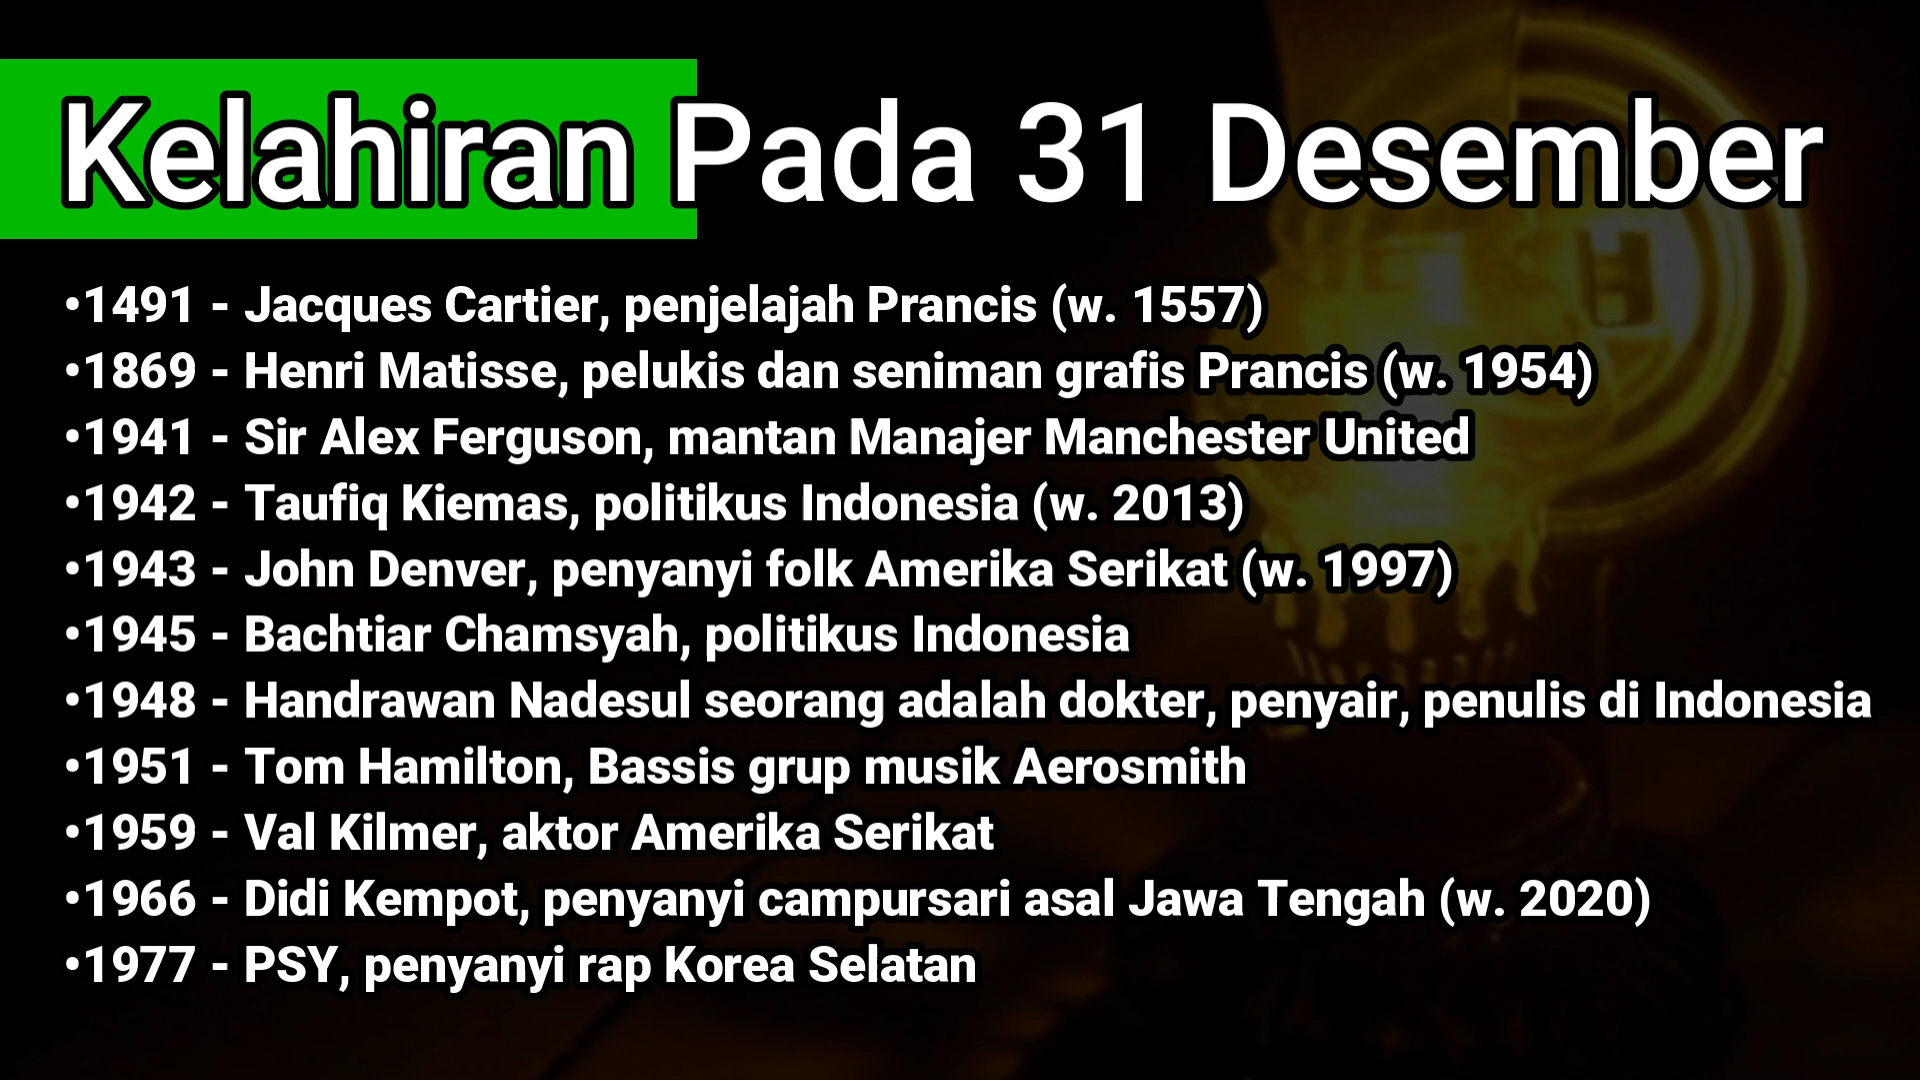 Kelahiran Pada 31 Desember
•1491 - Jacques Cartier, penjelajah Prancis (w. 1557)
•1869 - Henri Matisse, pelukis dan seniman grafis Prancis (w. 1954)
•1941 - Sir Alex Ferguson, mantan Manajer Manchester United
•1942 - Taufiq Kiemas, politikus Indonesia (w. 2013)
•1943 - John Denver, penyanyi folk Amerika Serikat (w. 1997)
•1945 - Bachtiar Chamsyah, politikus Indonesia
•1948 - Handrawan Nadesul seorang adalah dokter, penyair, penulis di Indonesia
•1951 - Tom Hamilton, Bassis grup musik Aerosmith
•1959 - Val Kilmer, aktor Amerika Serikat
•1966 - Didi Kempot, penyanyi campursari asal Jawa Tengah (w. 2020)
•1977 - PSY, penyanyi rap Korea Selatan